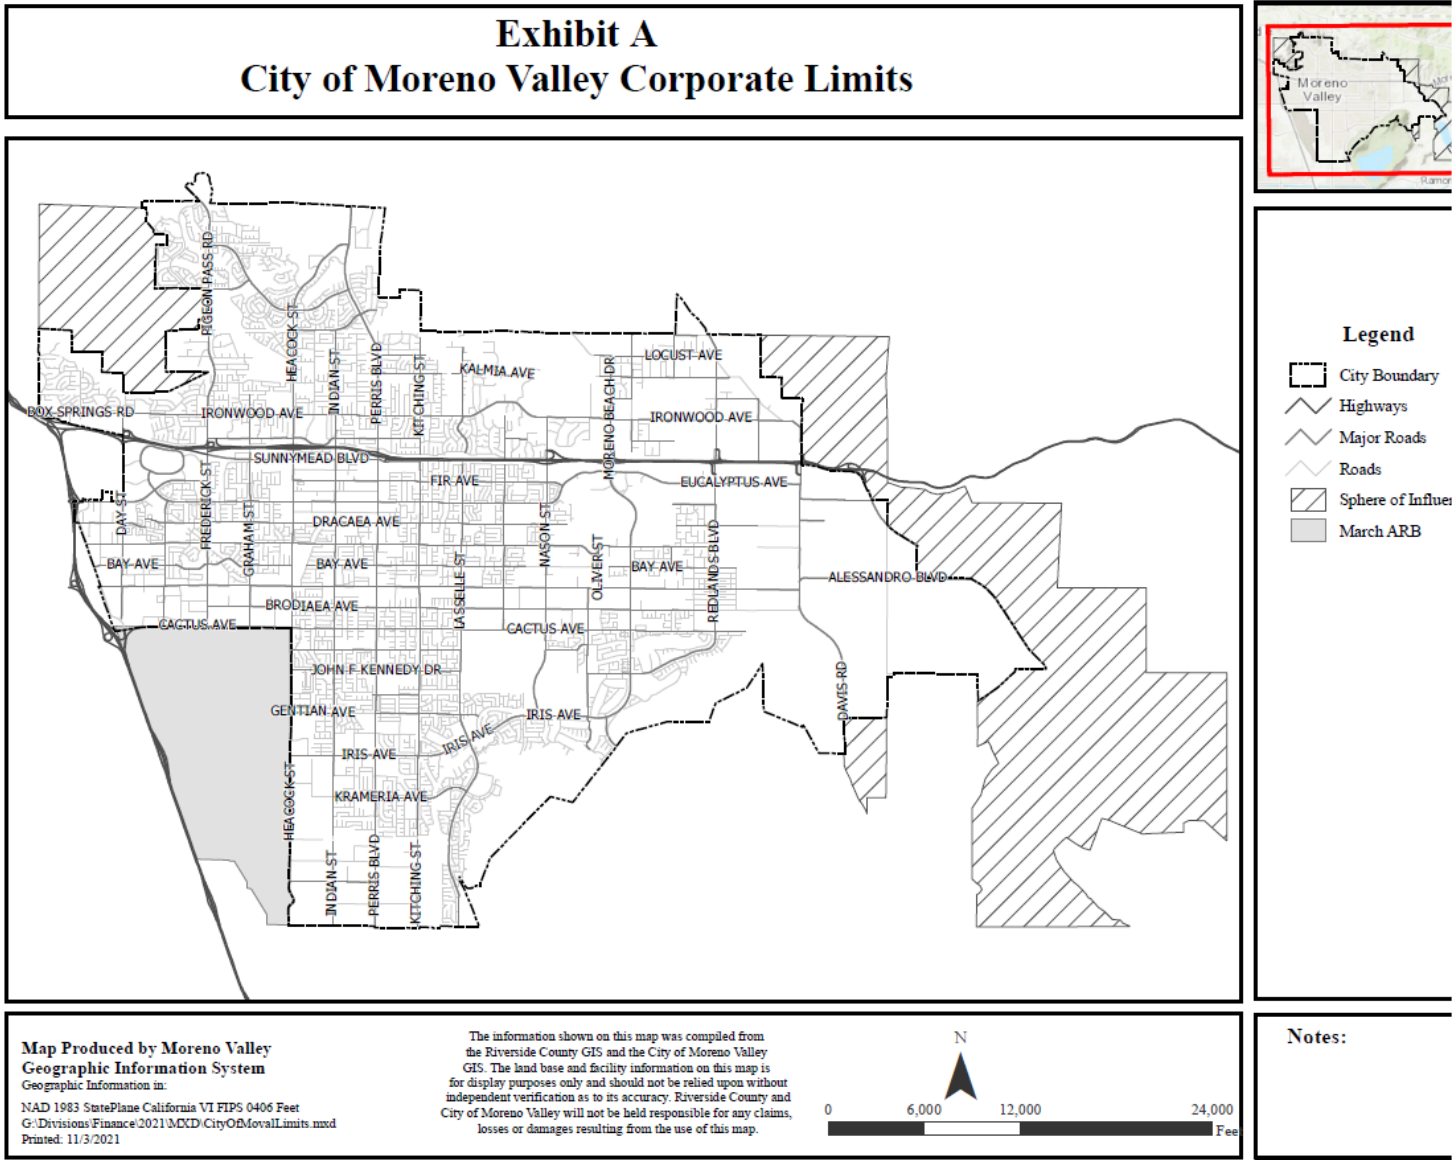 Exhibit A
City of Moreno Valley Corporate Limits
Moreno
Valley
PIGEON PASS RD
HEACOCK ST
INDIAN ST
PERRIS BLVD
KITCHING ST
KALMIA AVE
MORENO BEACH DR
LOCUST AVE
BOX SPRINGS RD
IRONWOOD AVE
IRONWOOD AVE
SUNNYMEAD BLVD
FIR AVE
EUCALYPTUS AVE
DAY ST
FREDERICK ST
GRAHAM ST
DRACAEA AVE
NASON ST
OLIVER ST
REDLANDS BLVD
BAY AVE
BAY AVE
BAY AVE
LASSELLE ST
ALESSANDRO BLVD
BRODIAEA AVE
CACTUS AVE
CACTUS AVE
JOHN F KENNEDY DR
DAVIS RD
GENTIAN AVE
IRIS AVE
IRIS AVE
IRIS AVE
HEACOCK ST
KRAMERIA AVE
INDIAN ST
PERRIS BLVD
KITCHING ST
Legend
City Boundary
Highways
Major Roads
Roads
Sphere of Influe
March ARB
Map Produced by Moreno Valley
Geographic Information System
Geographic Information in:
NAD 1983 StatePlane California VI FIPS 0406 Feet
G:\Divisions\Finance\2021\MXD\CityOfMovalLimits.mxd
Printed: 11/3/2021
The information shown on this map was compiled from
the Riverside County GIS and the City of Moreno Valley
GIS. The land base and facility information on this map is
for display purposes only and should not be relied upon without
independent verification as to its accuracy. Riverside County and
City of Moreno Valley will not be held responsible for any claims,
losses or damages resulting from the use of this map.
N
0 6,000 12,000 24,000
Fee
Notes: